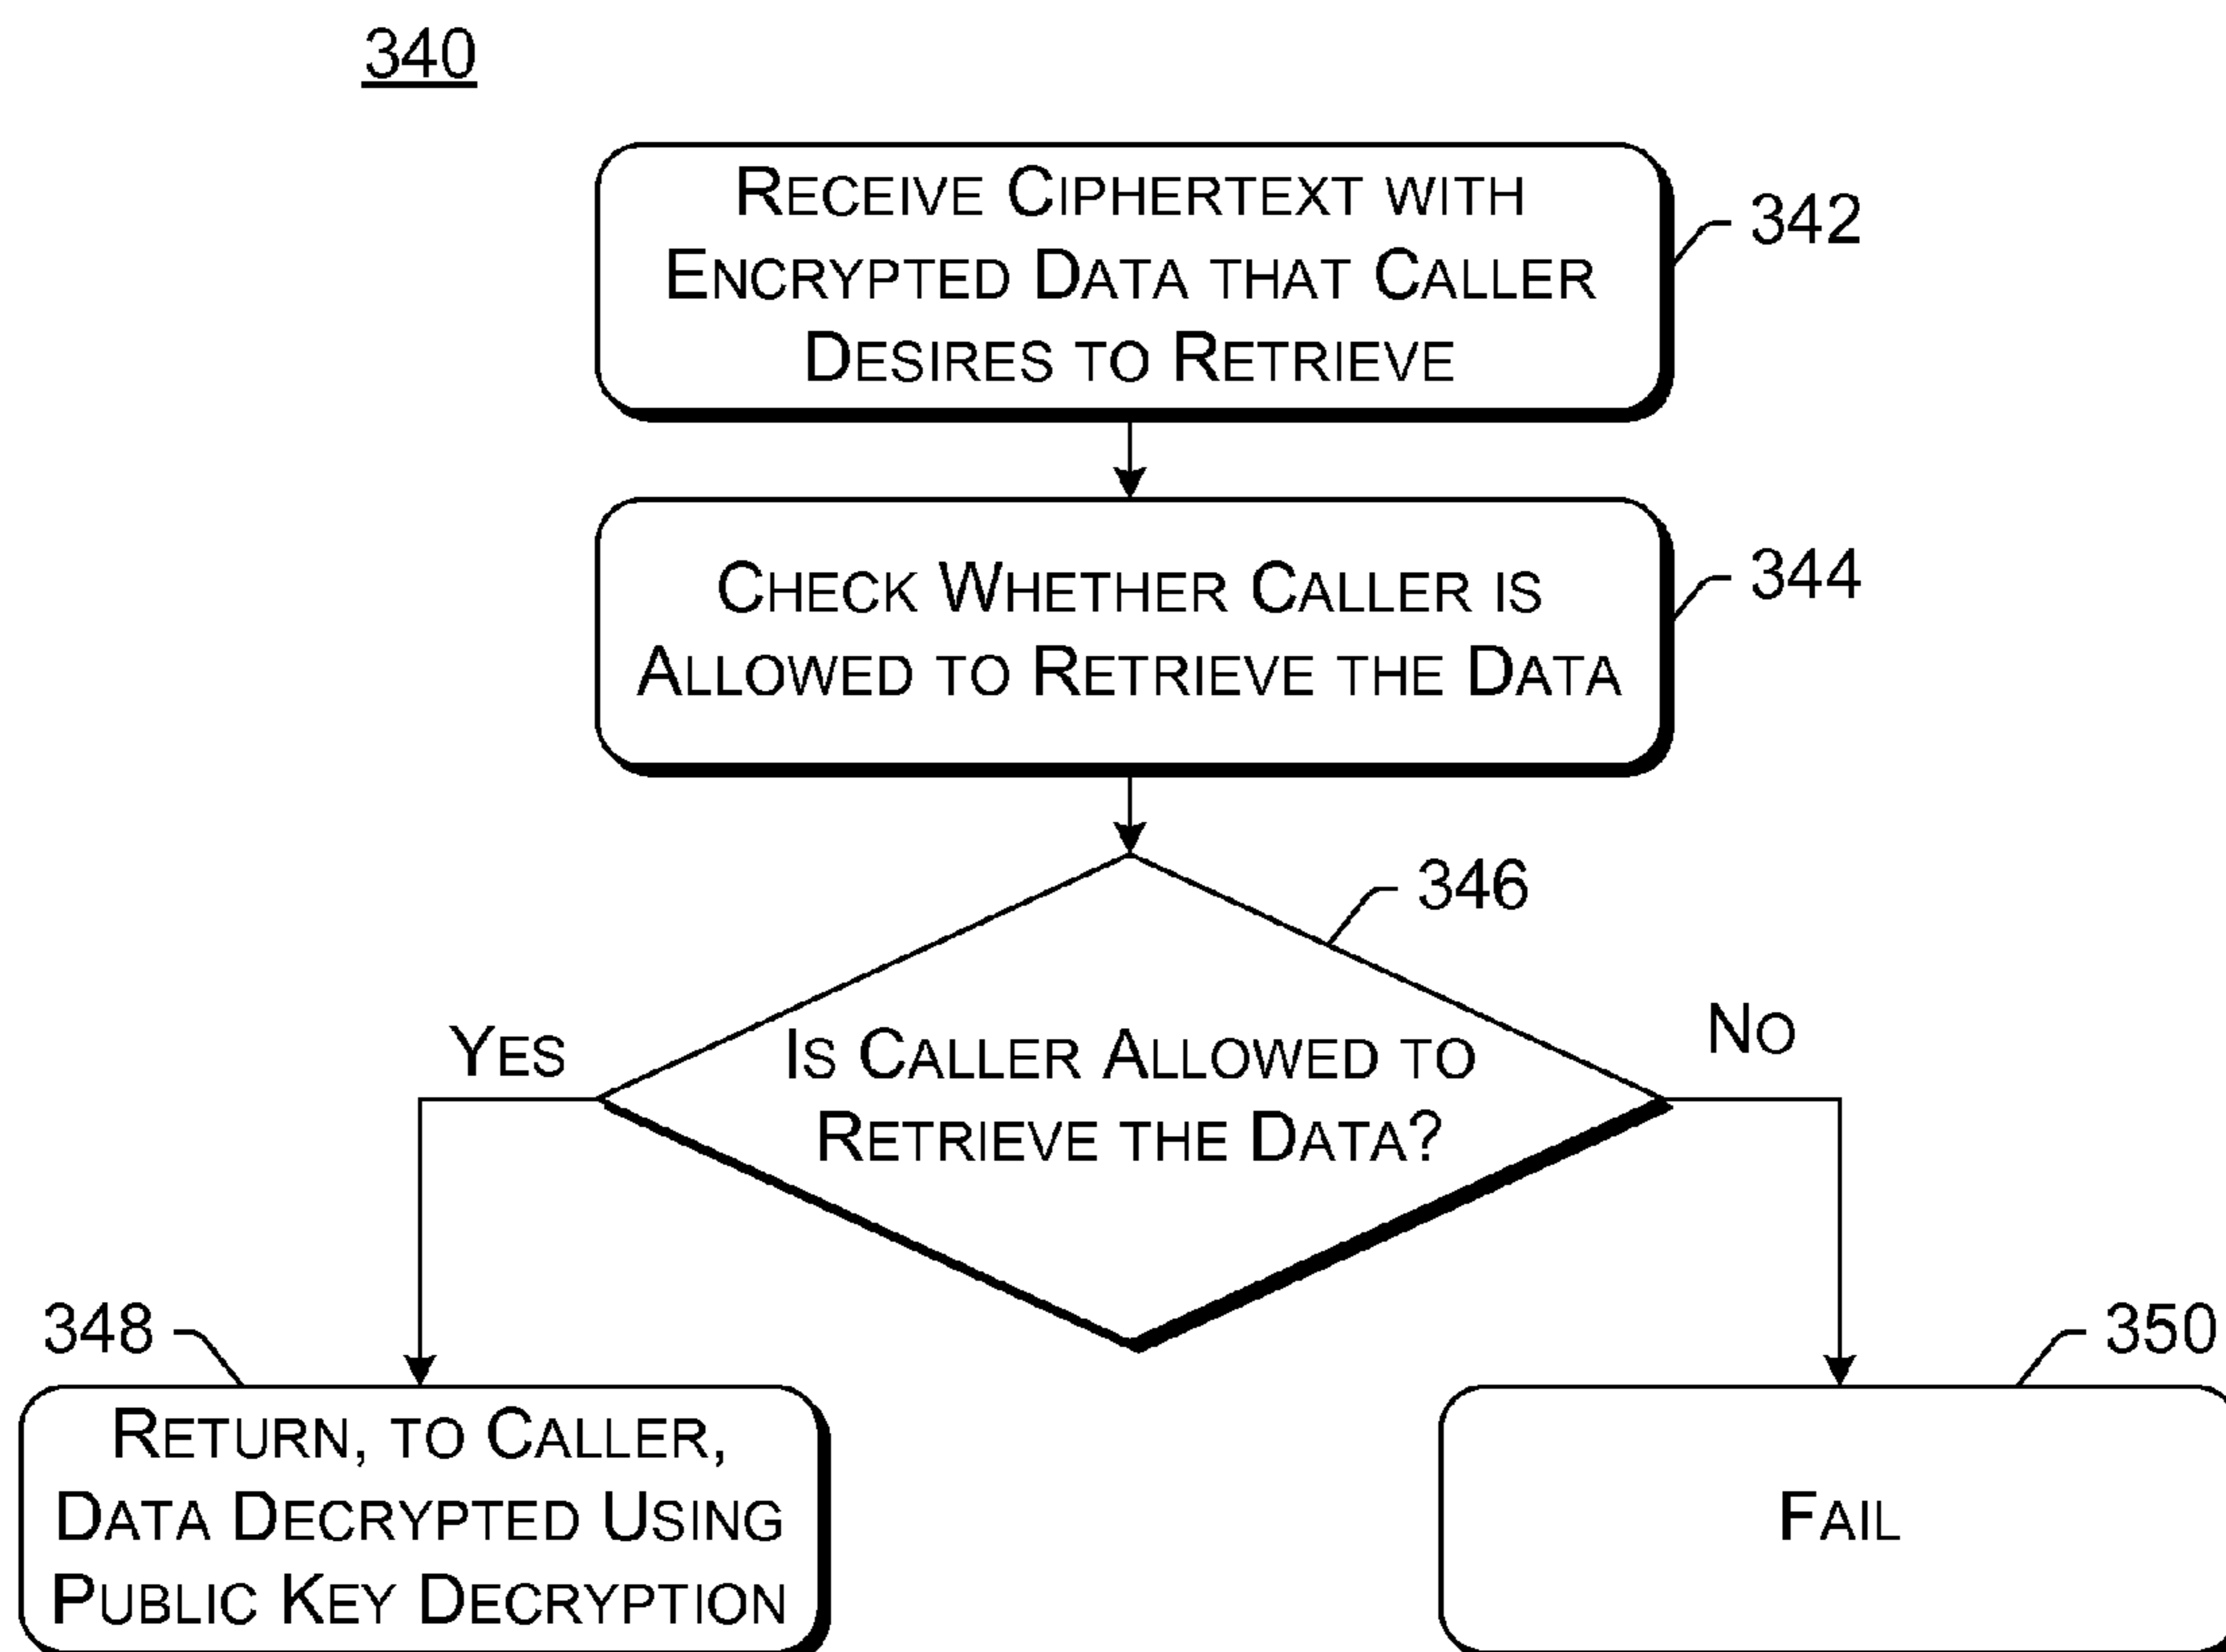 340
RECEIVE CIPHERTEXT WITH
ENCRYPTED DATA THAT CALLER
DESIRES TO RETRIEVE
342
CHECK WHETHER CALLER IS
ALLOWED TO RETRIEVE THE DATA
344
346
IS CALLER ALLOWED TO
RETRIEVE THE DATA?
YES
NO
348
RETURN, TO CALLER,
DATA DECRYPTED USING
PUBLIC KEY DECRYPTION
350
FAIL